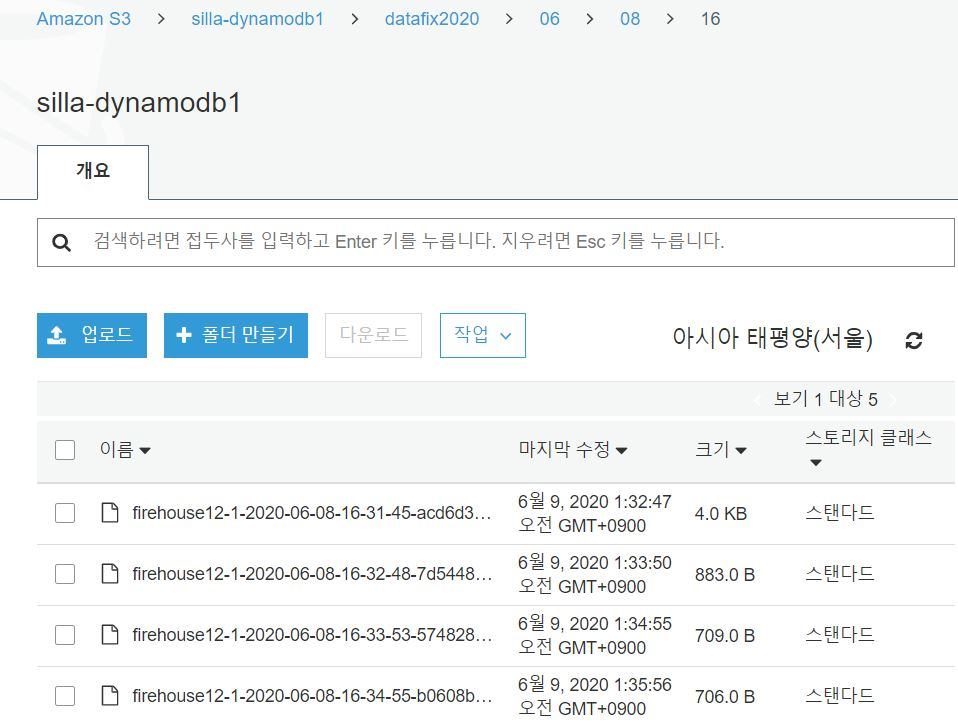 Amazon S3 > silla-dynamodb1 > datafix2020 > 06 > 08 > 16
silla-dynamodb1
개요
검색하려면 접두사를 입력하고 Enter 키를 누릅니다. 지우려면 Esc 키를 누릅니다.
업로드 + 폴더 만들기 다운로드 작업 아시아 태평양(서울)
보기 1 대상 5
이름 마지막 수정 크기 스토리지 클래스
firehouse12-1-2020-06-08-16-31-45-acd6d3... 6월 9, 2020 1:32:47 오전 GMT+0900 4.0 KB 스탠다드
firehouse12-1-2020-06-08-16-32-48-7d5448... 6월 9, 2020 1:33:50 오전 GMT+0900 883.0 B 스탠다드
firehouse12-1-2020-06-08-16-33-53-574828... 6월 9, 2020 1:34:55 오전 GMT+0900 709.0 B 스탠다드
firehouse12-1-2020-06-08-16-34-55-b0608b... 6월 9, 2020 1:35:56 오전 GMT+0900 706.0 B 스탠다드